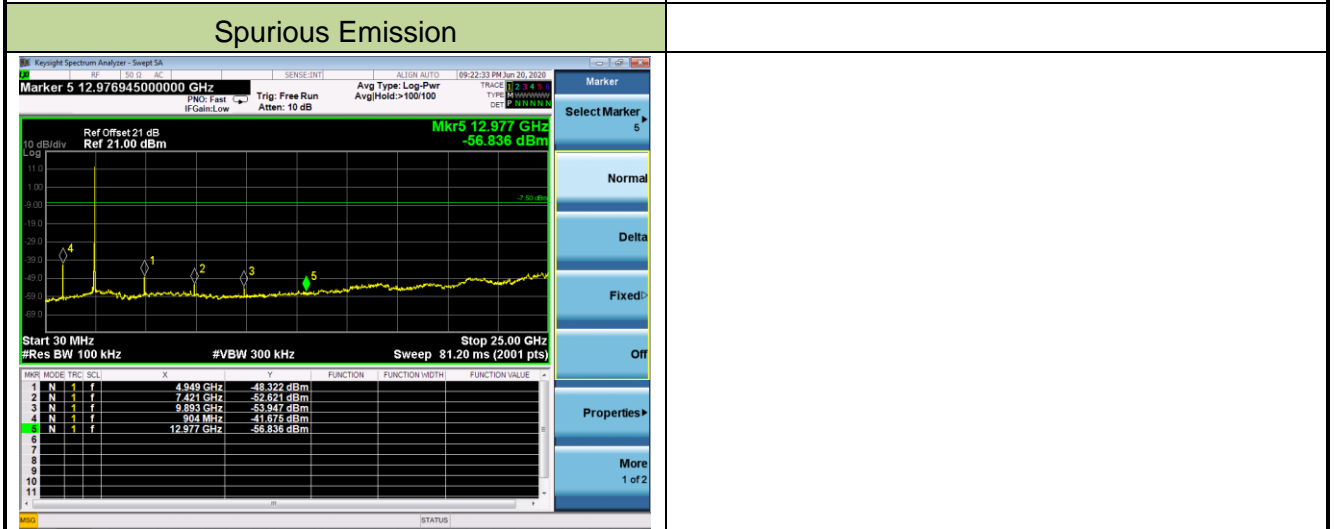 Spurious Emission
Keysight Spectrum Analyzer - Swept SA
RF 50 Ω AC SENSE:INT ALIGN AUTO 09:22:33 PM Jun 20, 2020
Marker 5 12.976945000000 GHz
PNO: Fast Trig: Free Run
IFGain:Low Atten: 10 dB
Avg Type: Log-Pwr
Avg|Hold:>100/100
TRACE 1 2 3 4 5 6
TYPE M W W W W W
DET P N N N N N
Ref Offset 21 dB
10 dB/div Ref 21.00 dBm
Log
Mkr5 12.977 GHz
-56.836 dBm
11.0
1.00
-9.00
-19.0
-29.0
-39.0
-49.0
-59.0
-69.0
-7.50 dBm
4
1
2
3
5
Start 30 MHz Stop 25.00 GHz
#Res BW 100 kHz #VBW 300 kHz Sweep 81.20 ms (2001 pts)
MKR MODE TRC SCL X Y FUNCTION FUNCTION WIDTH FUNCTION VALUE
1 N 1 f 4.949 GHz -48.322 dBm
2 N 1 f 7.421 GHz -52.621 dBm
3 N 1 f 9.893 GHz -53.947 dBm
4 N 1 f 904 MHz -41.675 dBm
5 N 1 f 12.977 GHz -56.836 dBm
6
7
8
9
10
11
MSG STATUS
Marker
Select Marker
5
Normal
Delta
Fixed
Off
Properties
More
1 of 2